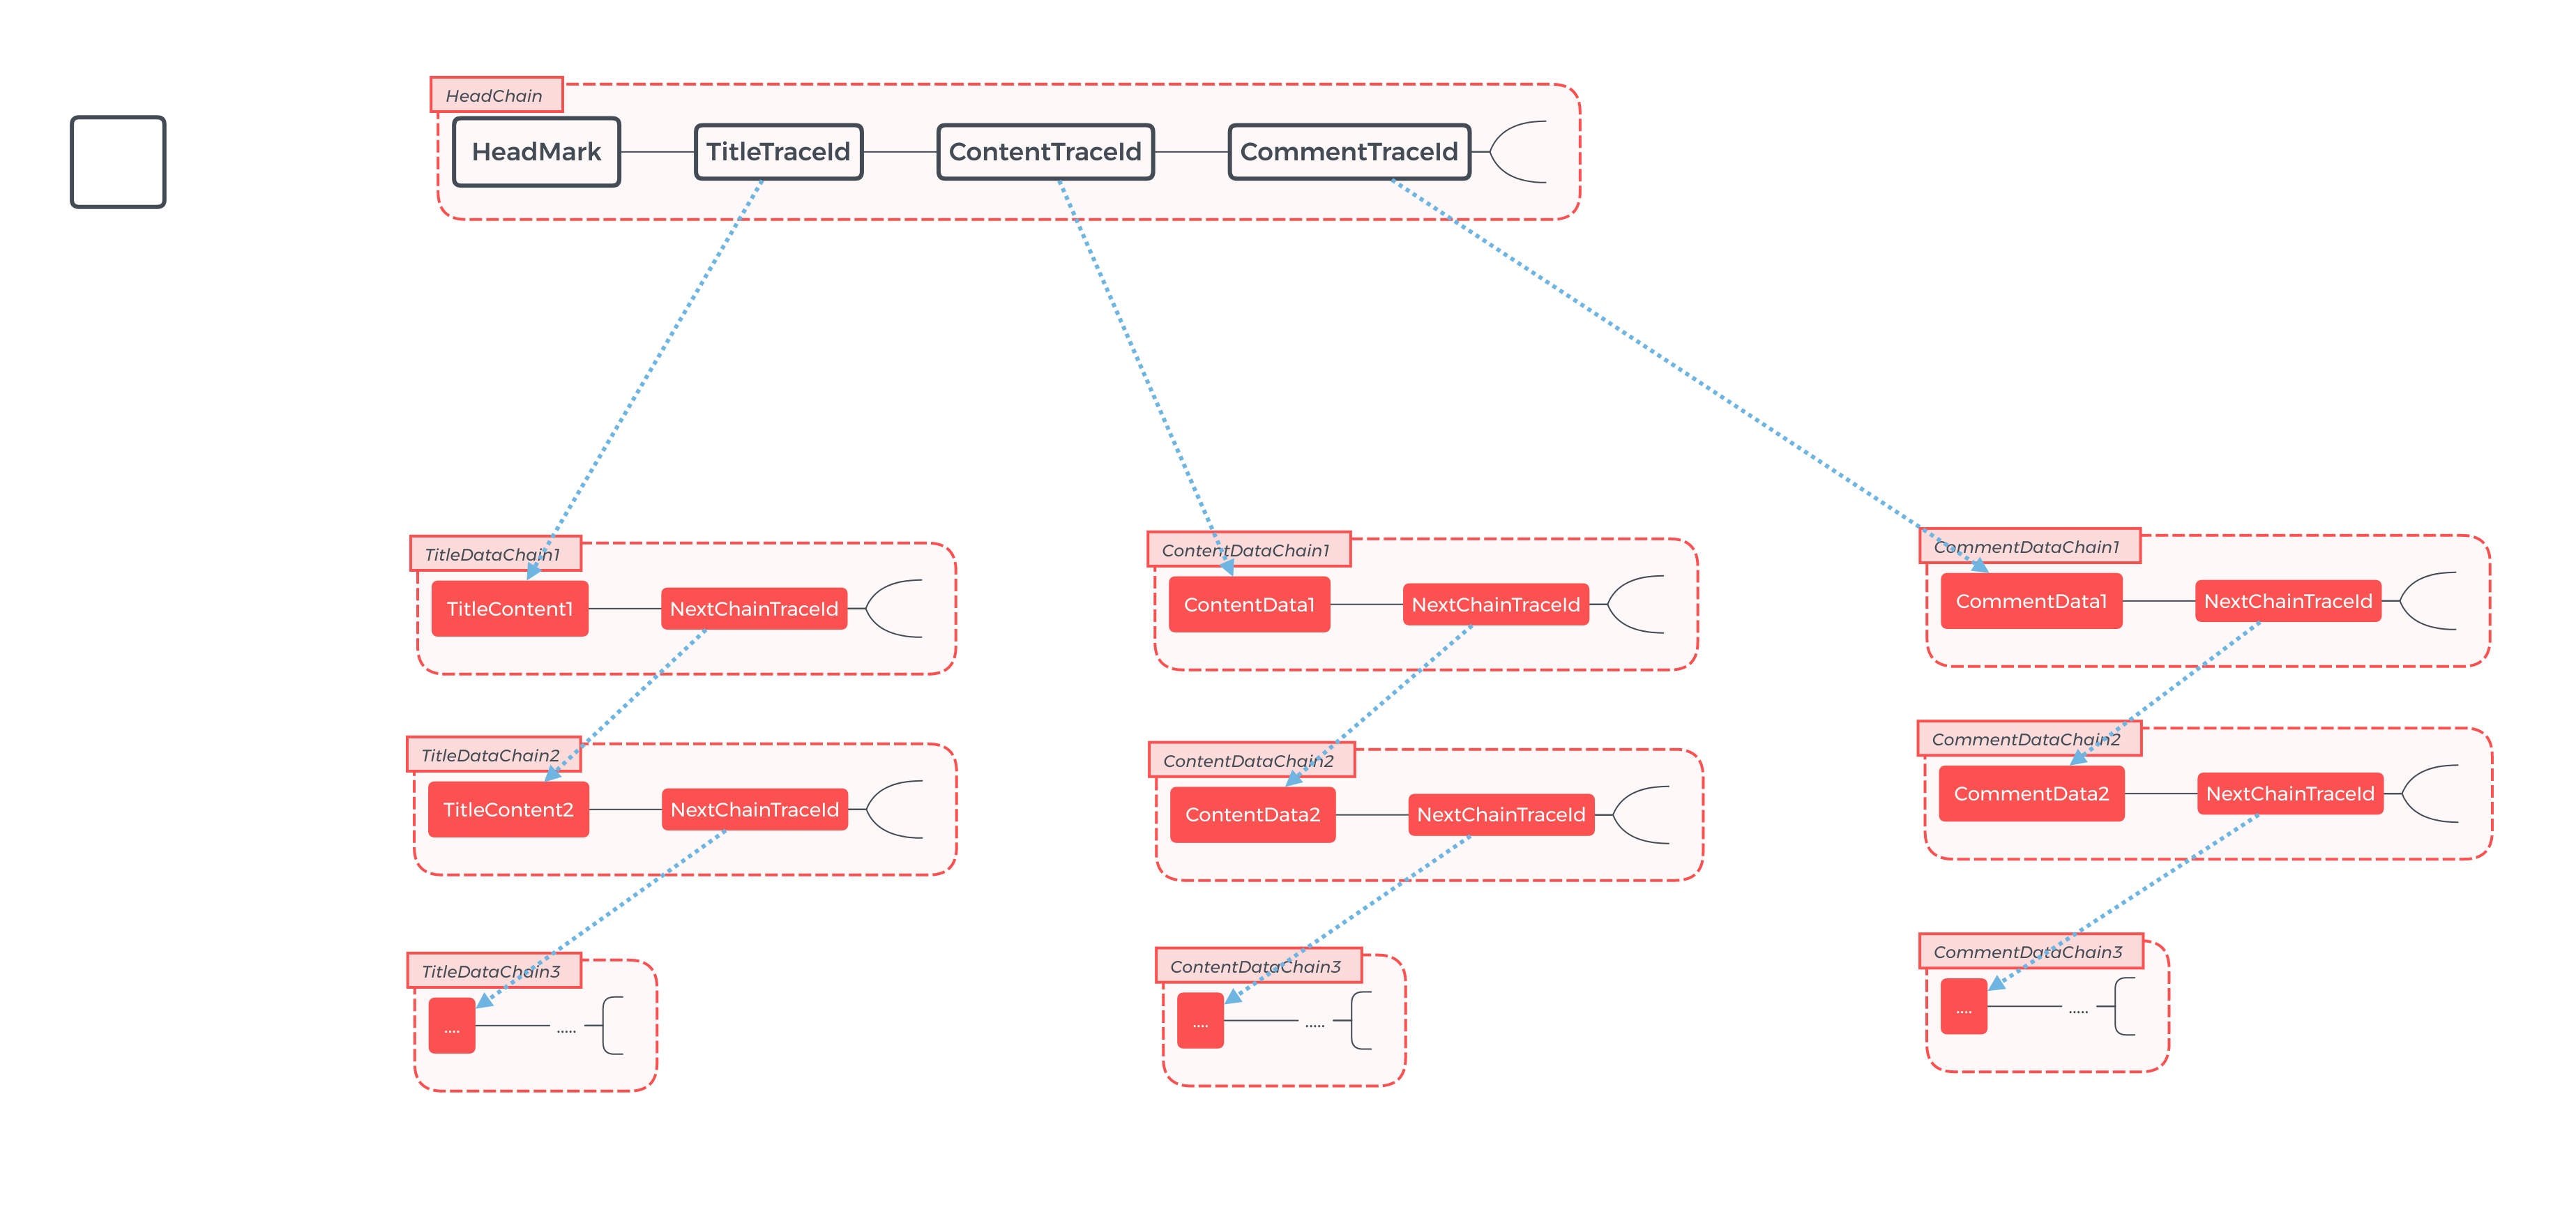 HeadChain
HeadMark
TitleTraceId
ContentTraceId
CommentTraceId
TitleDataChain1
TitleContent1
NextChainTraceId
ContentDataChain1
ContentData1
NextChainTraceId
CommentDataChain1
CommentData1
NextChainTraceId
TitleDataChain2
TitleContent2
NextChainTraceId
ContentDataChain2
ContentData2
NextChainTraceId
CommentDataChain2
CommentData2
NextChainTraceId
TitleDataChain3
....
.....
ContentDataChain3
....
.....
CommentDataChain3
....
.....